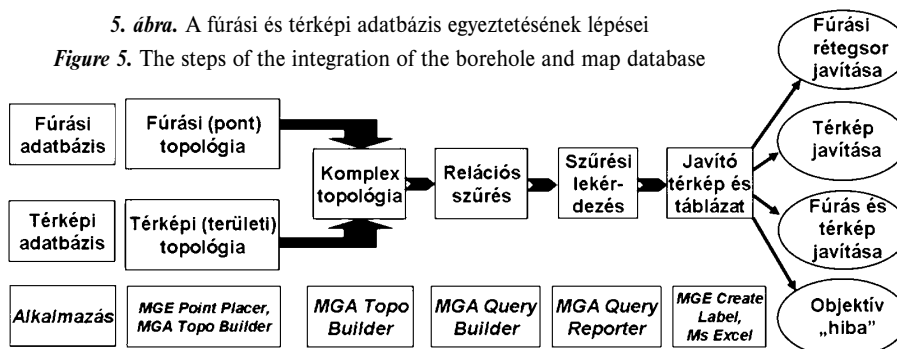 5. ábra. A fúrási és térképi adatbázis egyeztetésének lépései
Figure 5. The steps of the integration of the borehole and map database
Fúrási
adatbázis
Fúrási (pont)
topológia
Térképi
adatbázis
Térképi (területi)
topológia
Komplex
topológia
Relációs
szűrés
Szűrési
lekér-
dezés
Javító
térkép és
táblázat
Fúrási
rétegsor
javítása
Térkép
javítása
Fúrás és
térkép
javítása
Objektív
„hiba”
Alkalmazás
MGE Point Placer,
MGA Topo Builder
MGA Topo
Builder
MGA Query
Builder
MGA Query
Reporter
MGE Create
Label,
Ms Excel